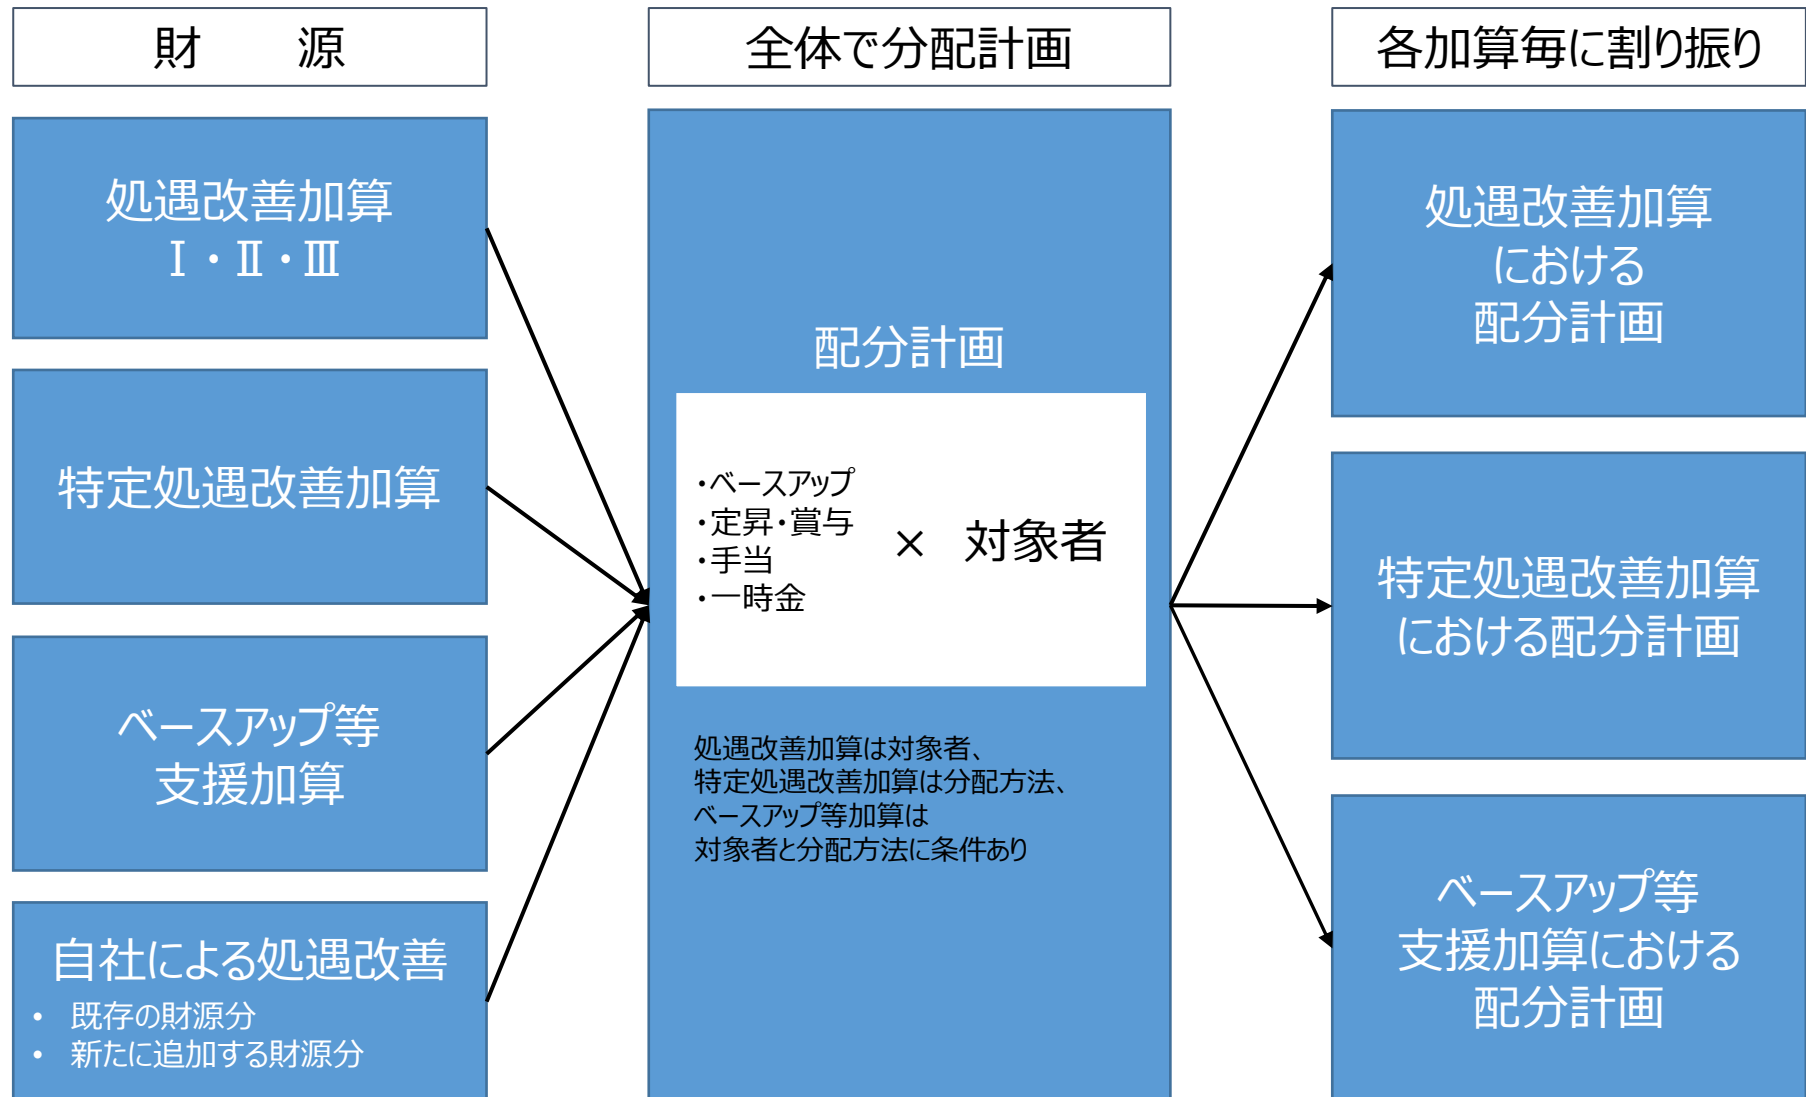 財　　源
処遇改善加算
Ⅰ・Ⅱ・Ⅲ
特定処遇改善加算
ベースアップ等
支援加算
自社による処遇改善
• 既存の財源分
• 新たに追加する財源分
全体で分配計画
配分計画
・ベースアップ
・定昇・賞与
・手当
・一時金
× 対象者
処遇改善加算は対象者、
特定処遇改善加算は分配方法、
ベースアップ等加算は
対象者と分配方法に条件あり
各加算毎に割り振り
処遇改善加算
における
配分計画
特定処遇改善加算
における配分計画
ベースアップ等
支援加算における
配分計画